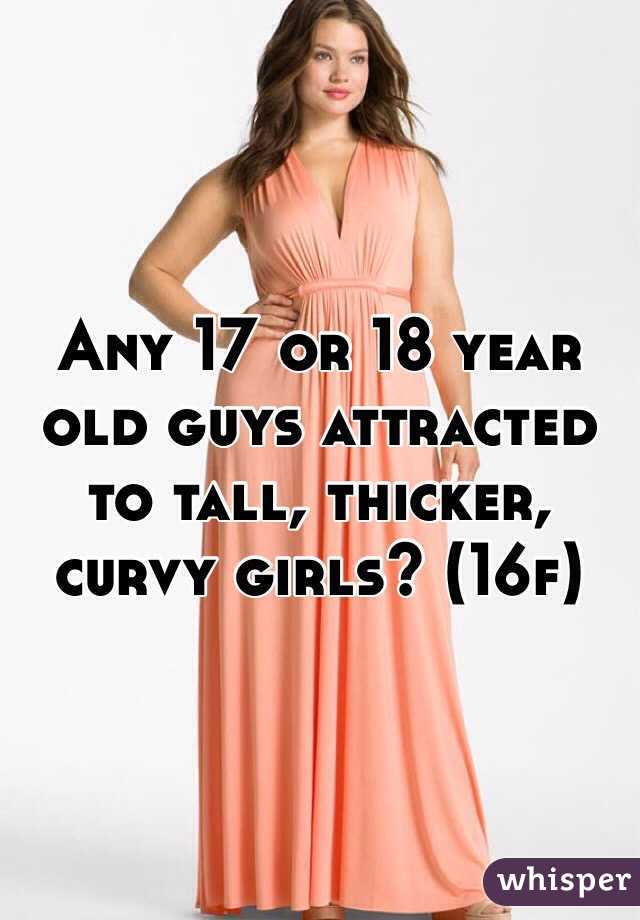 Any 17 or 18 year
old guys attracted
to tall, thicker,
curvy girls? (16f)
whisper